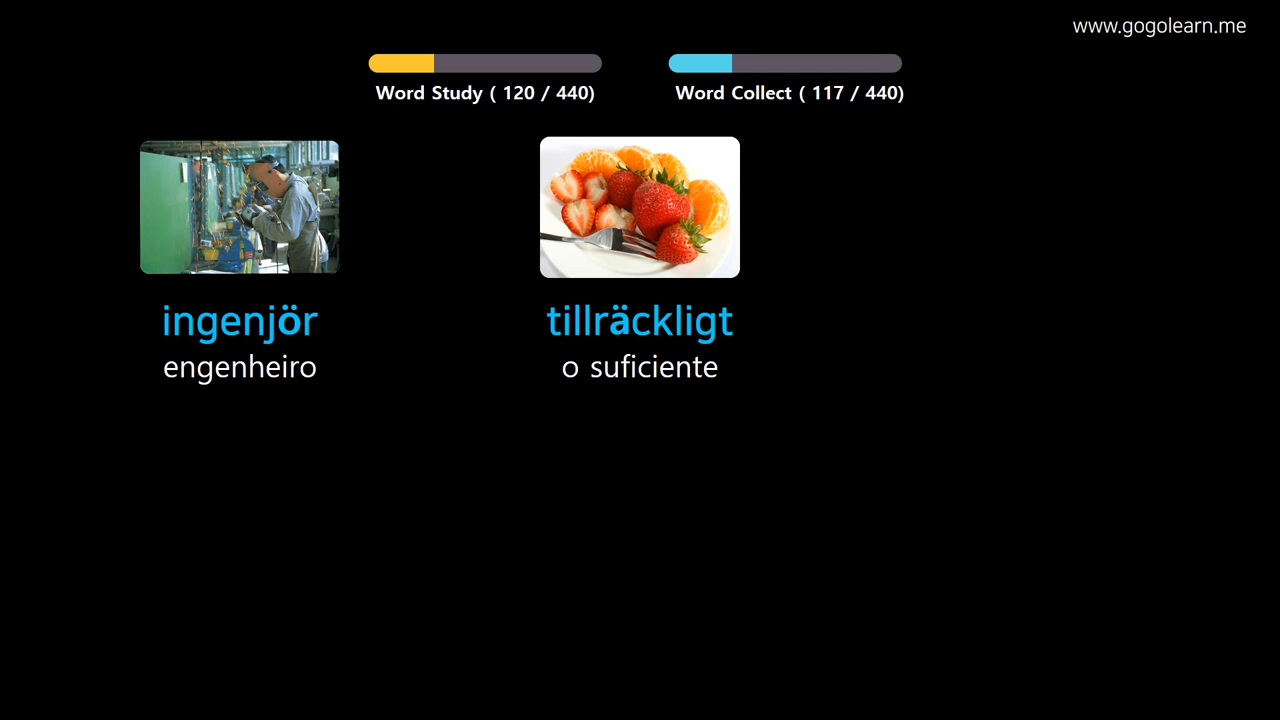 www.gogolearn.me
Word Study ( 120 / 440)
Word Collect ( 117 / 440)
ingenjör
engenheiro
tillräckligt
o suficiente